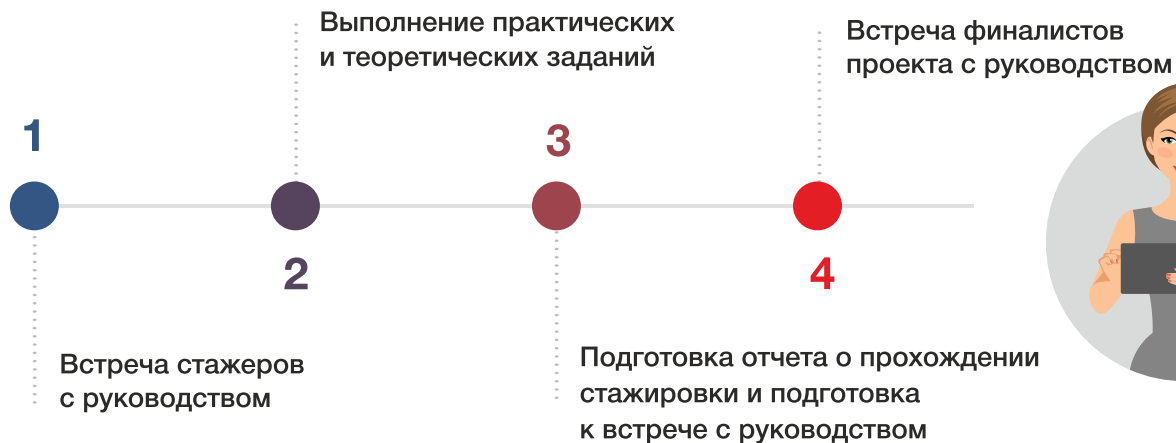 1
Встреча стажеров
с руководством
2
Выполнение практических
и теоретических заданий
3
Подготовка отчета о прохождении
стажировки и подготовка
к встрече с руководством
4
Встреча финалистов
проекта с руководством